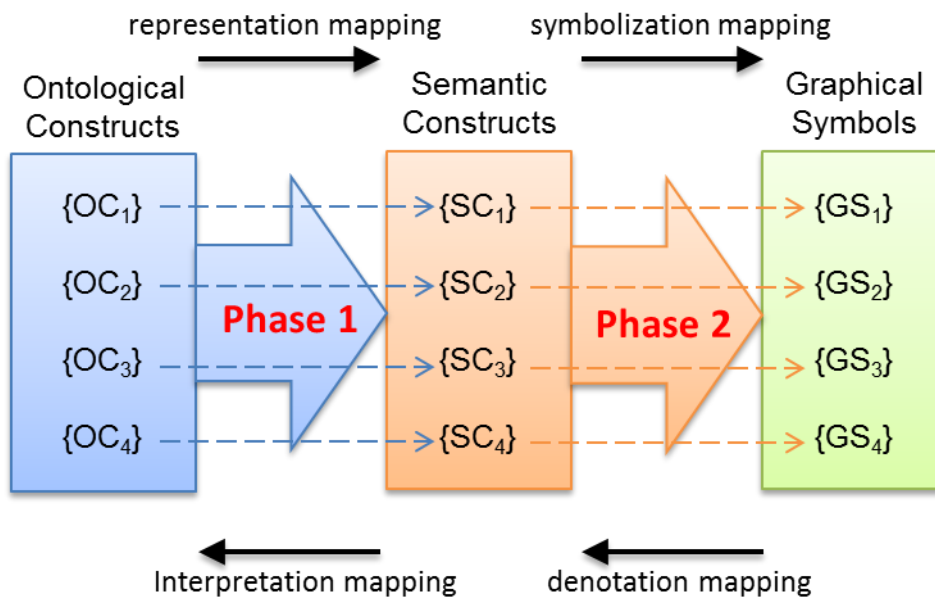 representation mapping
symbolization mapping
Ontological
Constructs
Semantic
Constructs
Graphical
Symbols
{OC₁}
{SC₁}
{GS₁}
{OC₂}
{SC₂}
{GS₂}
Phase 1
Phase 2
{OC₃}
{SC₃}
{GS₃}
{OC₄}
{SC₄}
{GS₄}
Interpretation mapping
denotation mapping